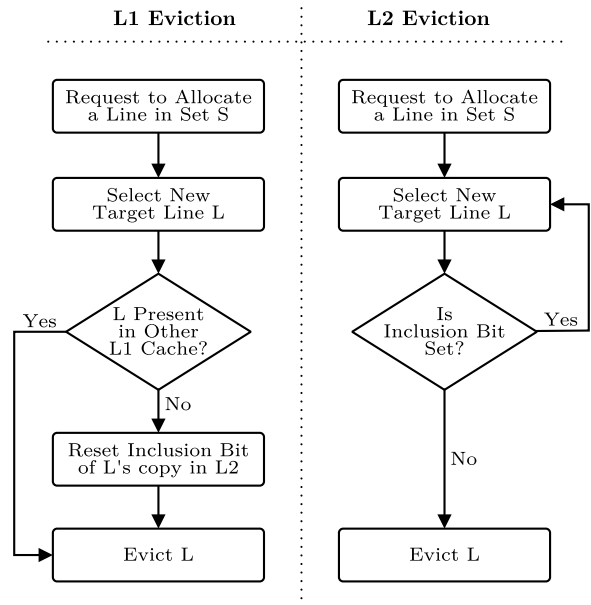 L1 Eviction
Request to Allocate
a Line in Set S
Select New
Target Line L
L Present
in Other
L1 Cache?
Yes
No
Reset Inclusion Bit
of L's copy in L2
Evict L
L2 Eviction
Request to Allocate
a Line in Set S
Select New
Target Line L
Is
Inclusion Bit
Set?
Yes
No
Evict L